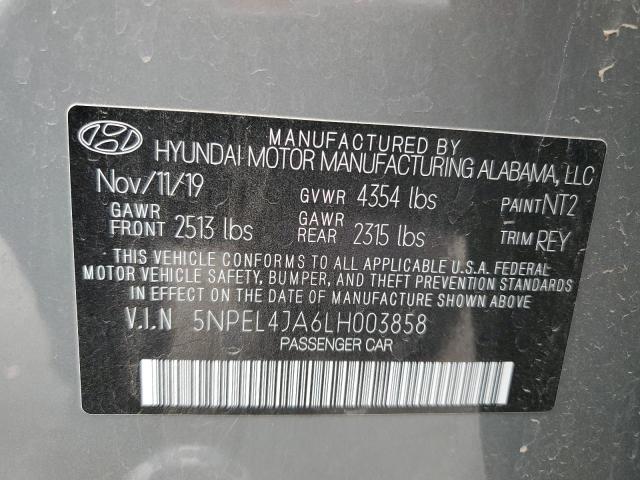 MANUFACTURED BY
HYUNDAI MOTOR MANUFACTURING ALABAMA, LLC
Nov/11/19 GVWR 4354 lbs PAINT NT2
GAWR FRONT 2513 lbs GAWR REAR 2315 lbs TRIM REY
THIS VEHICLE CONFORMS TO ALL APPLICABLE U.S.A. FEDERAL
MOTOR VEHICLE SAFETY, BUMPER, AND THEFT PREVENTION STANDARDS
IN EFFECT ON THE DATE OF MANUFACTURE SHOWN ABOVE.
V.I.N 5NPEL4JA6LH003858
PASSENGER CAR